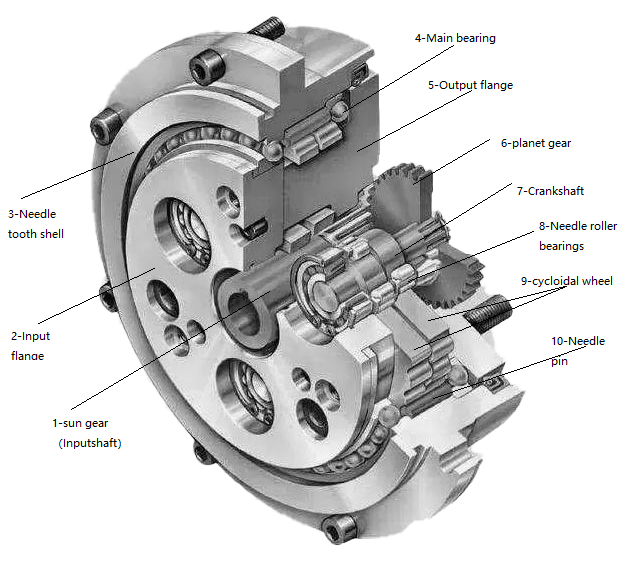 4-Main bearing
5-Output flange
6-planet gear
7-Crankshaft
8-Needle roller
bearings
9-cycloidal wheel
10-Needle
pin
3-Needle
tooth shell
2-Input
flange
1-sun gear
(Inputshaft)